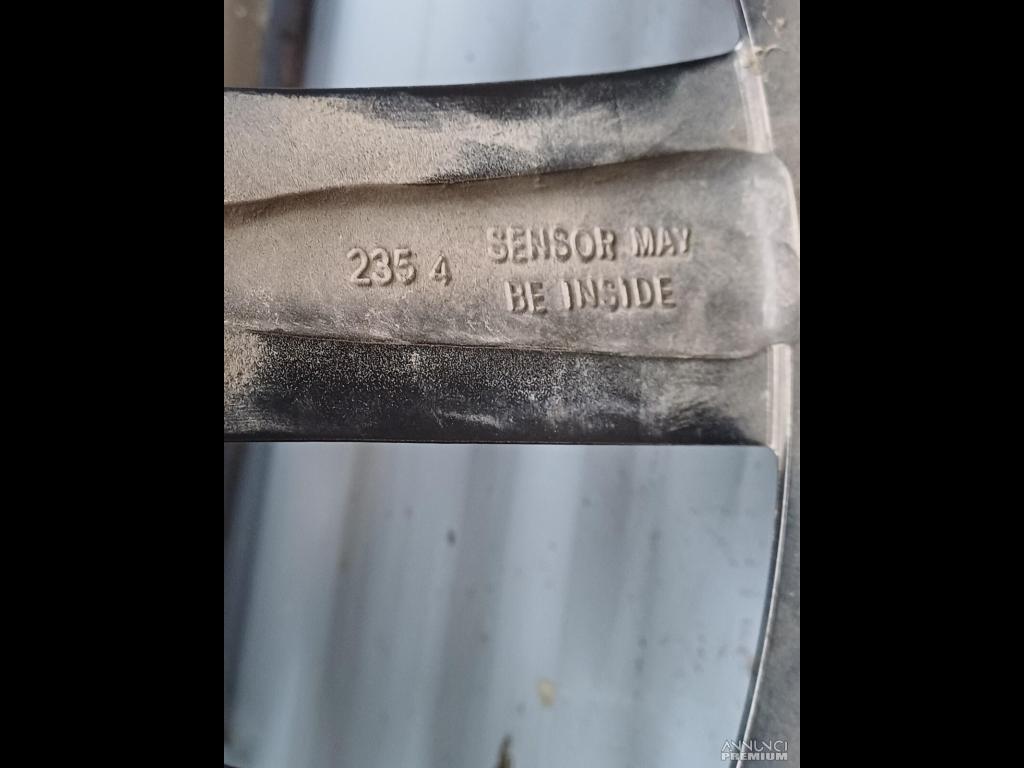 235 4
SENSOR MAY
BE INSIDE
ANNUNCI
PREMIUM